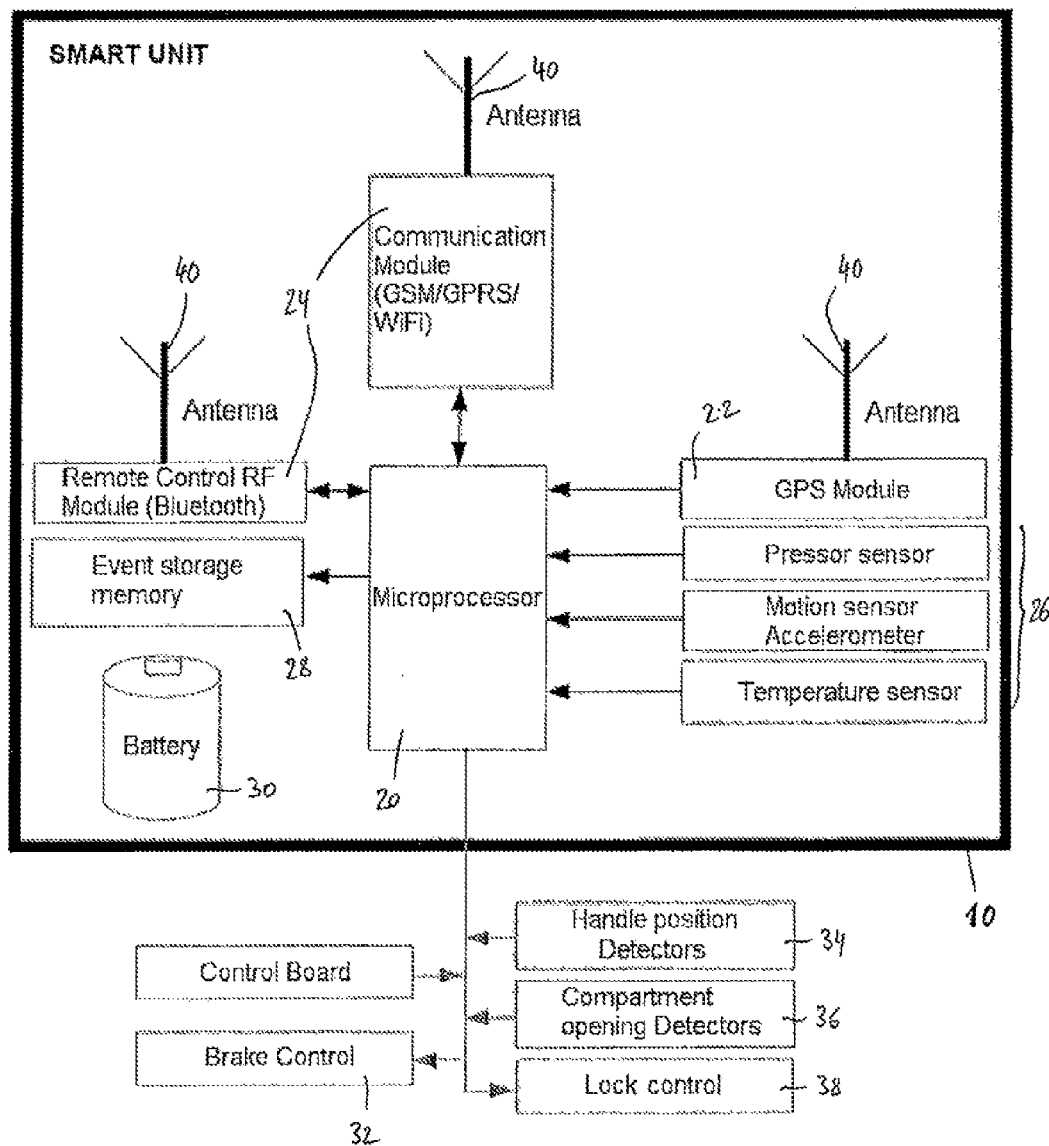 SMART UNIT
40
Antenna
Communication
Module
(GSM/GPRS/
WiFi)
24
40
Antenna
40
Antenna
Remote Control RF
Module (Bluetooth)
22
GPS Module
Event storage
memory
28
Microprocessor
Pressor sensor
Motion sensor
Accelerometer
Temperature sensor
26
Battery
30
20
10
Handle position
Detectors
34
Control Board
Compartment
opening Detectors
36
Brake Control
32
Lock control
38